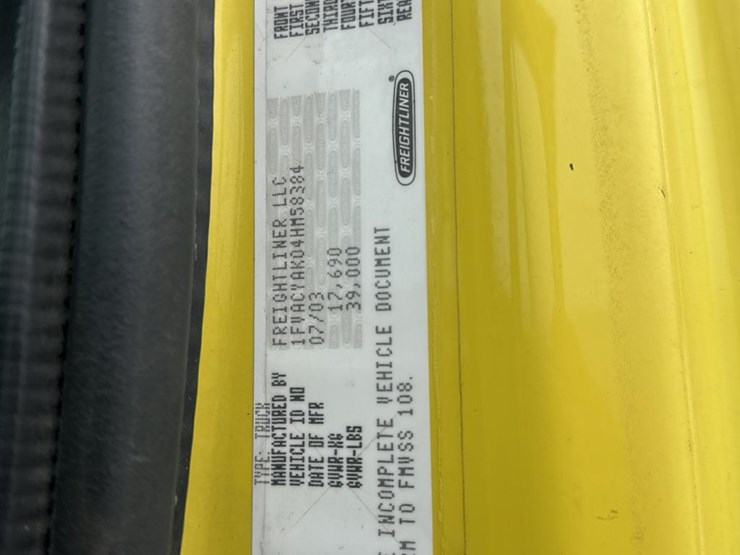 TYPE: TRUCK
MANUFACTURED BY FREIGHTLINER LLC
VEHICLE ID NO 1FVACYAK04HM58384
DATE OF MFR 07/03
GVWR-KG 17,690
GVWR-LBS 39,000
INCOMPLETE VEHICLE DOCUMENT
M TO FMVSS 108.
FRONT
FIRST
SECON
THIRD
FOURT
FIFT
SIXT
REA
FREIGHTLINER